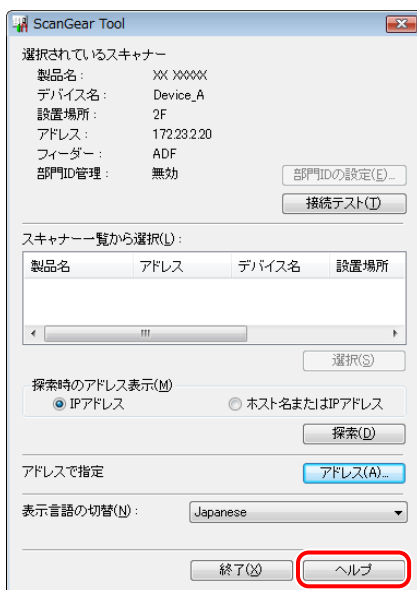 ScanGear Tool
選択されているスキャナー
製品名： XX XXXXX
デバイス名： Device_A
設置場所： 2F
アドレス： 172.23.2.20
フィーダー： ADF
部門ID管理： 無効 部門IDの設定(E)...
接続テスト(T)
スキャナー一覧から選択(L)：
製品名 アドレス デバイス名 設置場所
選択(S)
探索時のアドレス表示(M)
IPアドレス ホスト名またはIPアドレス
探索(D)
アドレスで指定 アドレス(A)...
表示言語の切替(N)： Japanese
終了(X) ヘルプ